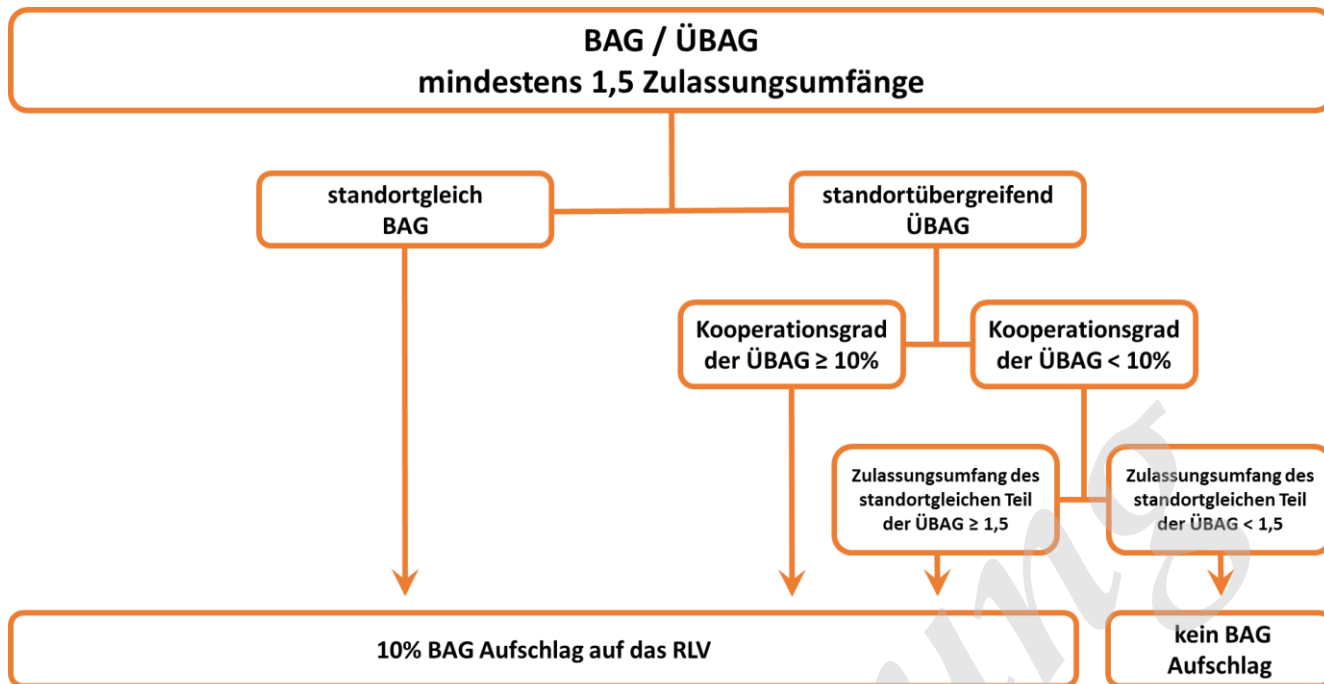 BAG / ÜBAG
mindestens 1,5 Zulassungsumfänge
standortgleich
BAG
standortübergreifend
ÜBAG
Kooperationsgrad
der ÜBAG ≥ 10%
Kooperationsgrad
der ÜBAG < 10%
Zulassungsumfang des
standortgleichen Teil
der ÜBAG ≥ 1,5
Zulassungsumfang des
standortgleichen Teil
der ÜBAG < 1,5
10% BAG Aufschlag auf das RLV
kein BAG
Aufschlag
ung